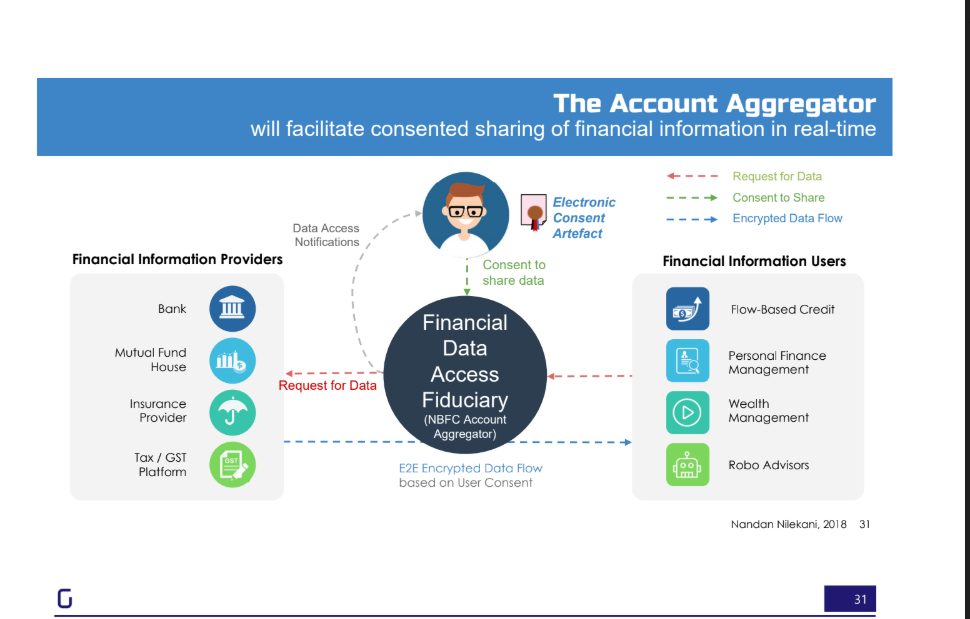 The Account Aggregator
will facilitate consented sharing of financial information in real-time
Request for Data
Consent to Share
Encrypted Data Flow
Electronic
Consent
Artefact
Data Access
Notifications
Consent to
share data
Financial Information Providers
Bank
Mutual Fund
House
Insurance
Provider
Tax / GST
Platform
GST
Request for Data
Financial
Data
Access
Fiduciary
(NBFC Account
Aggregator)
E2E Encrypted Data Flow
based on User Consent
Financial Information Users
Flow-Based Credit
Personal Finance
Management
Wealth
Management
Robo Advisors
Nandan Nilekani, 2018 31
G
31